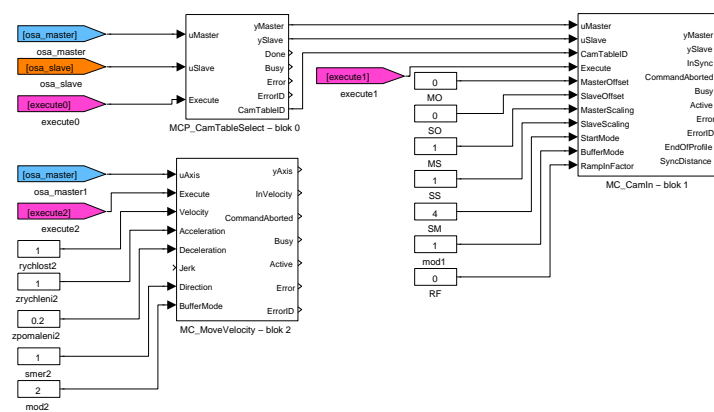 [osa_master]
osa_master
[osa_slave]
osa_slave
[execute0]
execute0
uMaster
uSlave
Execute
yMaster
ySlave
Done
Busy
Error
ErrorID
CamTableID
MCP_CamTableSelect – blok 0
[execute1]
execute1
0
MO
0
SO
1
MS
1
SS
4
SM
1
mod1
0
RF
uMaster
uSlave
CamTableID
Execute
MasterOffset
SlaveOffset
MasterScaling
SlaveScaling
StartMode
BufferMode
RampInFactor
yMaster
ySlave
InSync
CommandAborted
Busy
Active
Error
ErrorID
EndOfProfile
SyncDistance
MC_CamIn – blok 1
[osa_master]
osa_master1
[execute2]
execute2
1
rychlost2
1
zrychleni2
0.2
zpomaleni2
1
smer2
2
mod2
uAxis
Execute
Velocity
Acceleration
Deceleration
Jerk
Direction
BufferMode
yAxis
InVelocity
CommandAborted
Busy
Active
Error
ErrorID
MC_MoveVelocity – blok 2